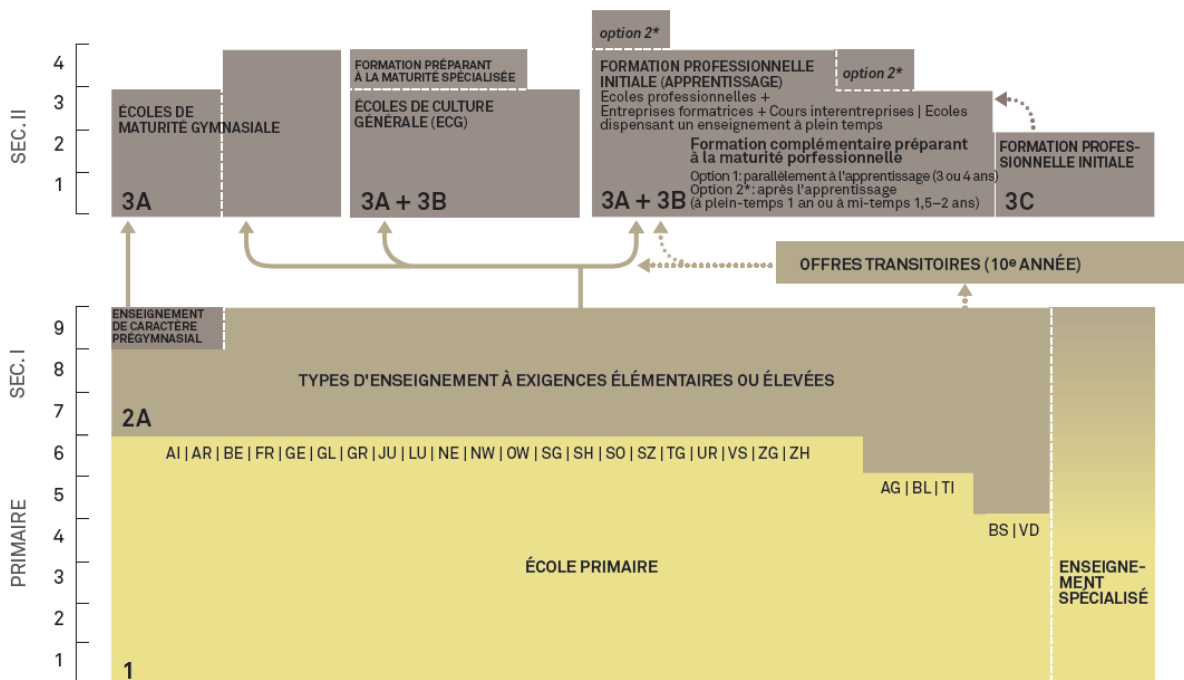 option 2*
4
3
2
1
SEC. II
ÉCOLES DE
MATURITÉ GYMNASIALE
3A
FORMATION PRÉPARANT
À LA MATURITÉ SPÉCIALISÉE
ÉCOLES DE CULTURE
GÉNÉRALE (ECG)
3A + 3B
FORMATION PROFESSIONNELLE
INITIALE (APPRENTISSAGE)
Ecoles professionnelles +
Entreprises formatrices + Cours interentreprises | Ecoles
dispensant un enseignement à plein temps
option 2*
Formation complémentaire préparant
à la maturité porfessionnelle
Option 1: parallèlement à l'apprentissage (3 ou 4 ans)
Option 2*: après l'apprentissage
(à plein-temps 1 an ou à mi-temps 1,5–2 ans)
3A + 3B
FORMATION PROFES-
SIONNELLE INITIALE
3C
OFFRES TRANSITOIRES (10e ANNÉE)
9
8
7
SEC. I
ENSEIGNEMENT
DE CARACTÈRE
PRÉGYMNASIAL
TYPES D'ENSEIGNEMENT À EXIGENCES ÉLÉMENTAIRES OU ÉLEVÉES
2A
6
5
4
3
2
1
PRIMAIRE
AI | AR | BE | FR | GE | GL | GR | JU | LU | NE | NW | OW | SG | SH | SO | SZ | TG | UR | VS | ZG | ZH
AG | BL | TI
BS | VD
ÉCOLE PRIMAIRE
ENSEIGNE-
MENT
SPÉCIALISÉ
1